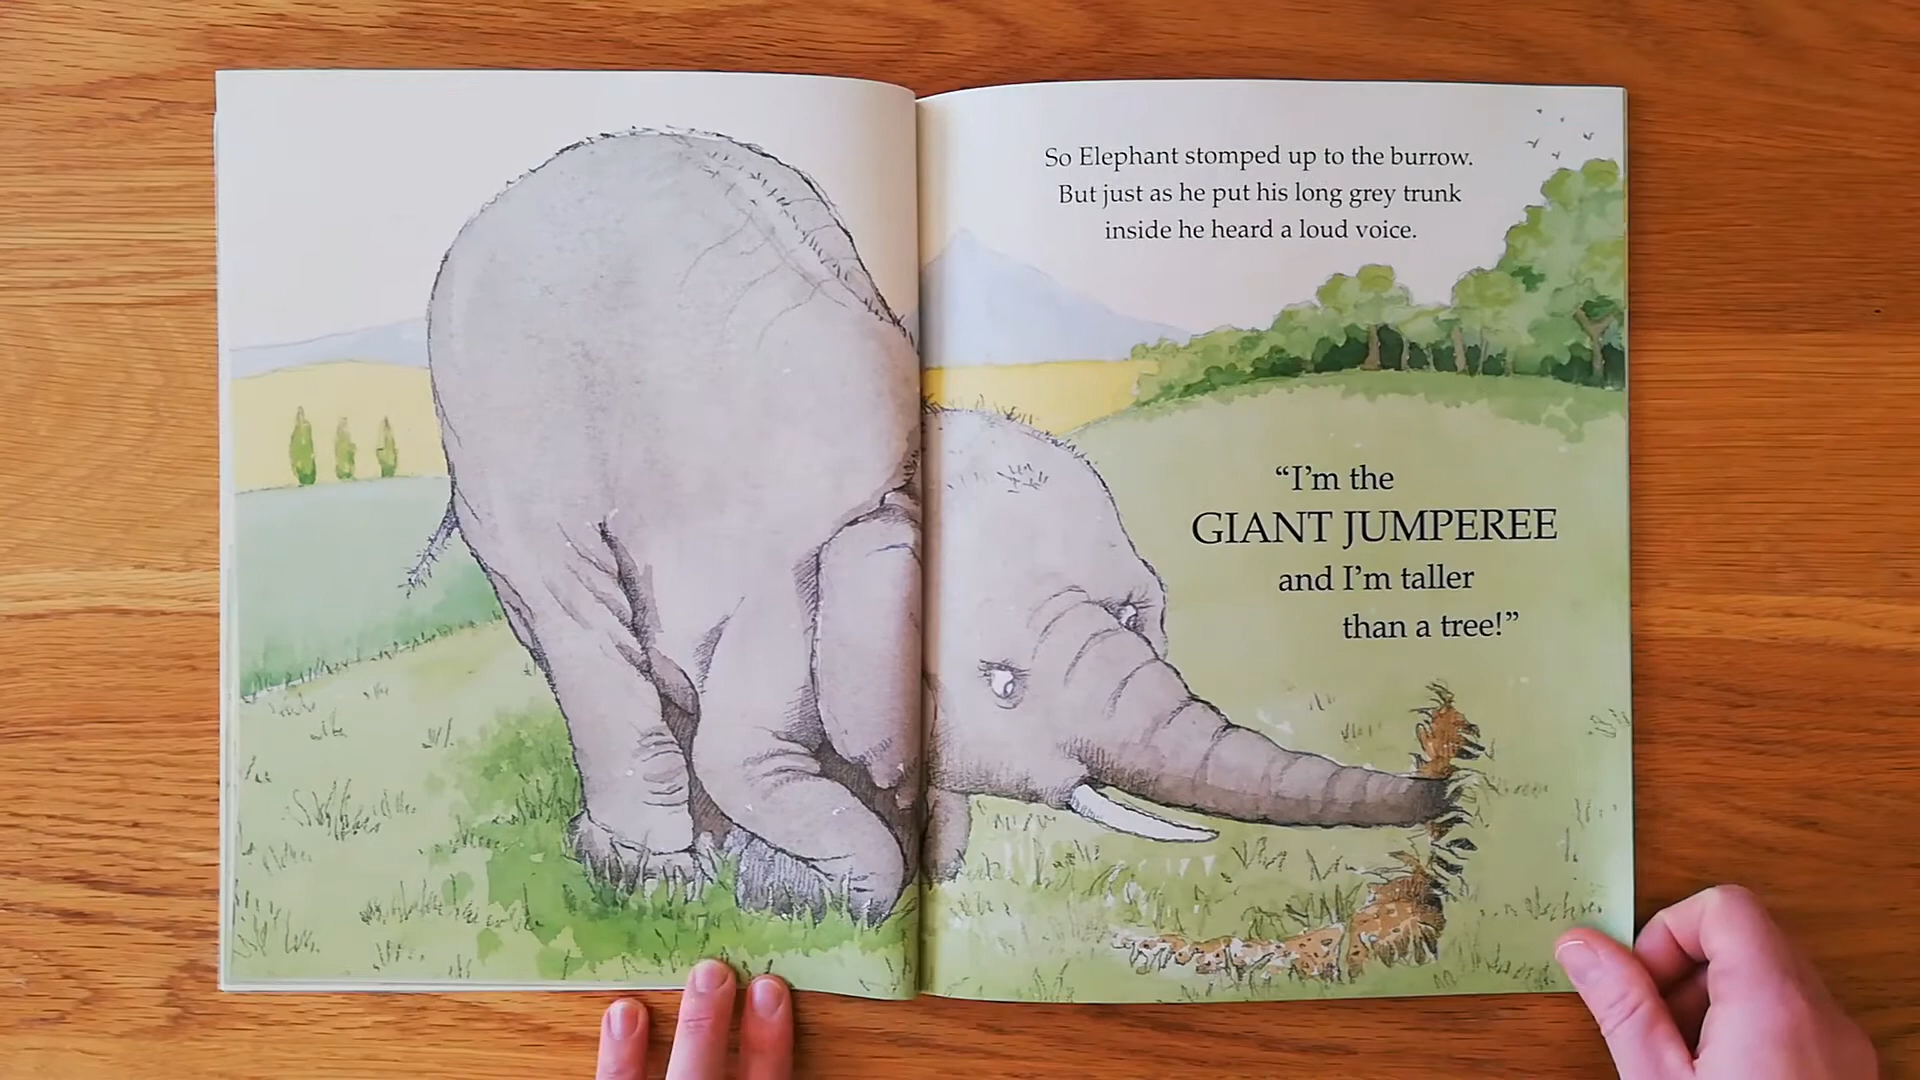 So Elephant stomped up to the burrow.
But just as he put his long grey trunk
inside he heard a loud voice.
“I’m the
GIANT JUMPEREE
and I’m taller
than a tree!”